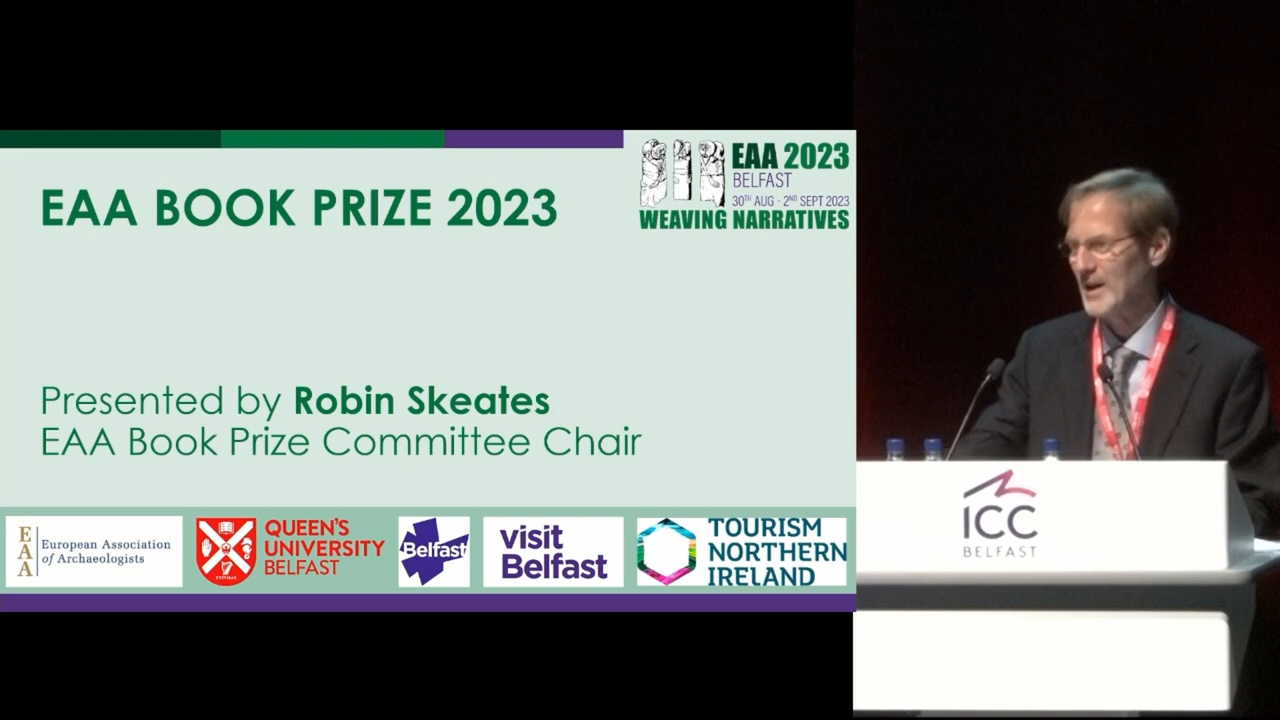 EAA BOOK PRIZE 2023
EAA 2023
BELFAST
30TH AUG - 2ND SEPT 2023
WEAVING NARRATIVES
Presented by Robin Skeates
EAA Book Prize Committee Chair
EAA
European Association
of Archaeologists
QUEEN'S
UNIVERSITY
BELFAST
Belfast
visit
Belfast
TOURISM
NORTHERN
IRELAND
ICC
BELFAST